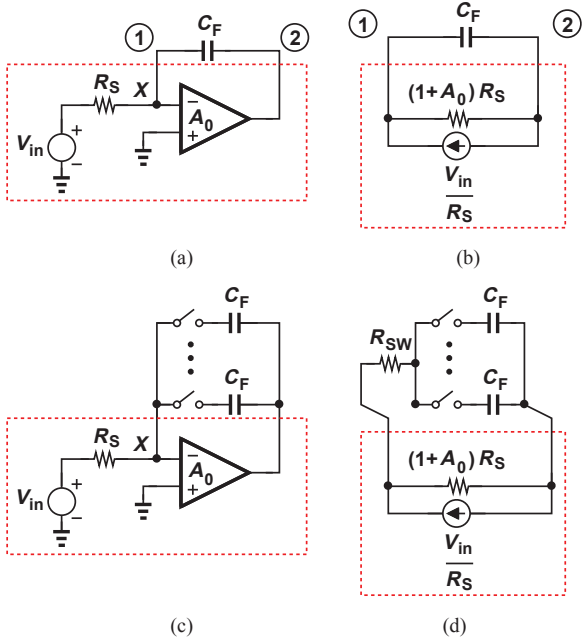 1 C_F 2
R_S X − A_0 +
V_in + −
(a)
1 C_F 2
(1+A_0) R_S
V_in
R_S
(b)
C_F
C_F
R_S X − A_0 +
V_in + −
(c)
C_F
R_SW
C_F
(1+A_0) R_S
V_in
R_S
(d)